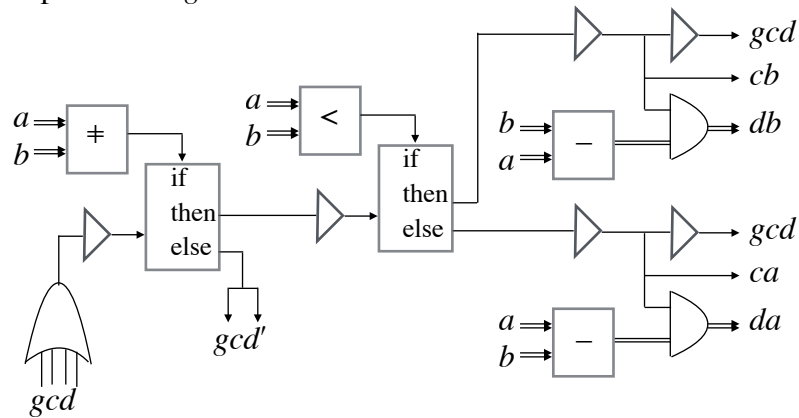 gcd
cb
a
b
≠
a
b
<
b
a
−
db
if
then
else
if
then
else
gcd
ca
gcd'
a
b
−
da
gcd